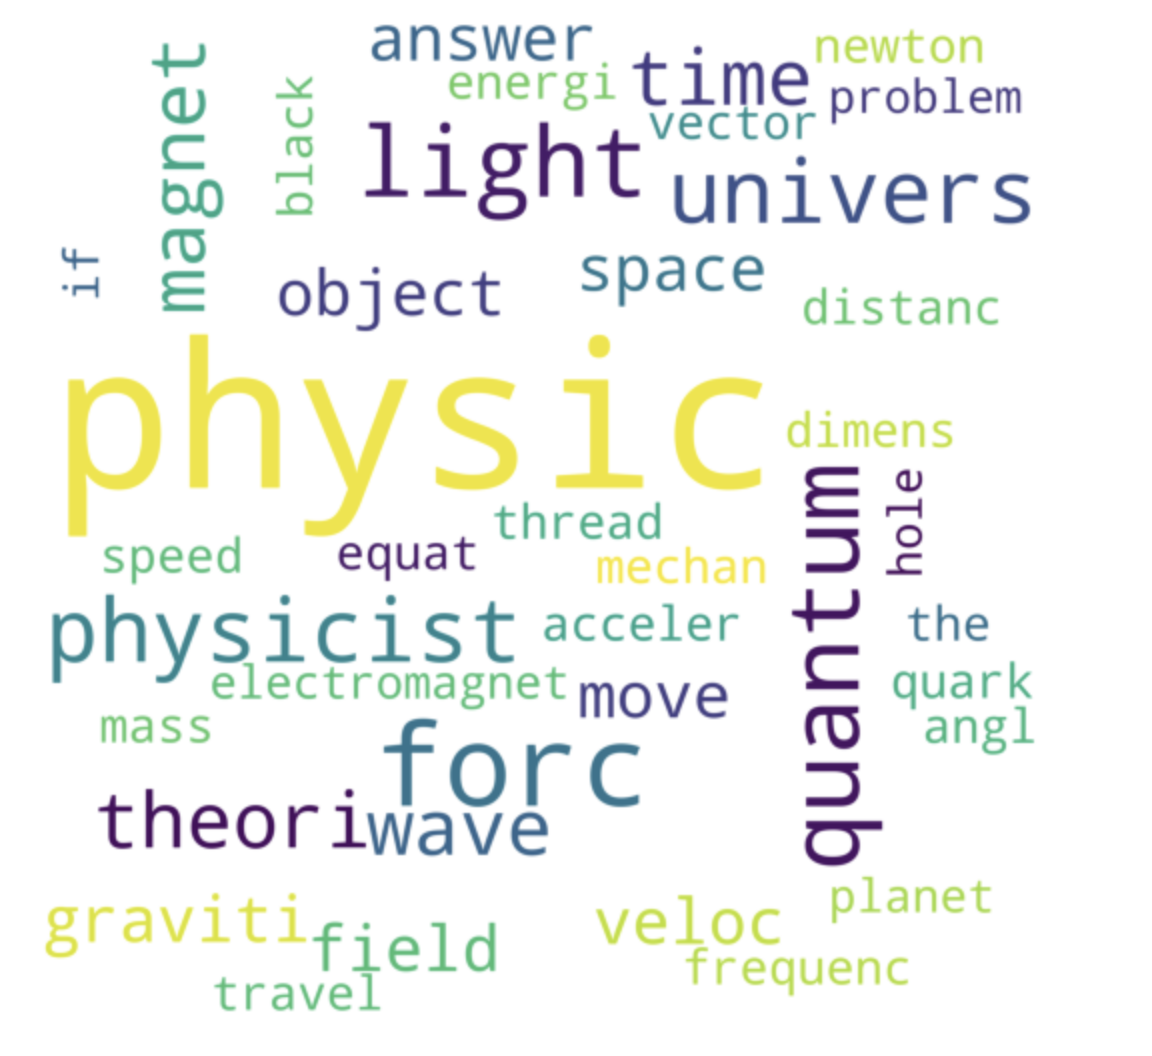 answer
newton
energi
time
problem
magnet
black
vector
light
univers
if
object
space
distanc
physic
dimens
quantum
hole
thread
speed
equat
mechan
physicist
acceler
the
electromagnet
move
quark
mass
angl
forc
theori
wave
graviti
field
veloc
planet
frequenc
travel